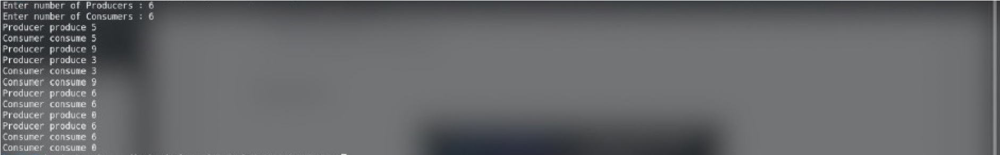 Enter number of Producers : 6
Enter number of Consumers : 6
Producer produce 5
Consumer consume 5
Producer produce 9
Producer produce 3
Consumer consume 3
Consumer consume 9
Producer produce 6
Consumer consume 6
Producer produce 0
Producer produce 6
Consumer consume 6
Consumer consume 0